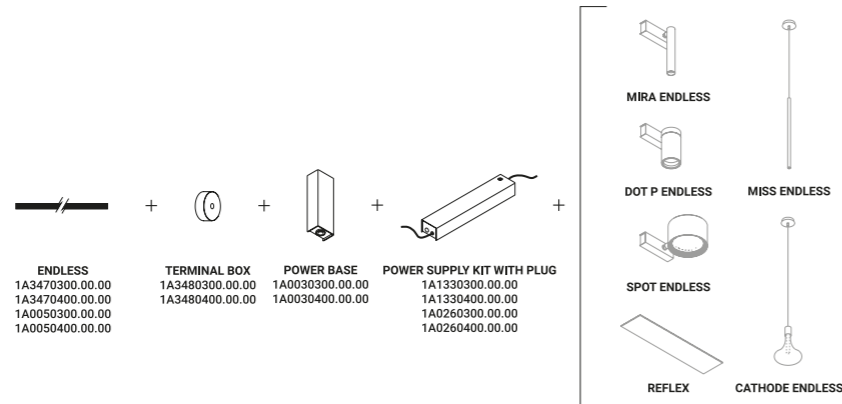 ENDLESS
1A3470300.00.00
1A3470400.00.00
1A0050300.00.00
1A0050400.00.00
+
TERMINAL BOX
1A3480300.00.00
1A3480400.00.00
+
POWER BASE
1A0030300.00.00
1A0030400.00.00
+
POWER SUPPLY KIT WITH PLUG
1A1330300.00.00
1A1330400.00.00
1A0260300.00.00
1A0260400.00.00
+
MIRA ENDLESS
DOT P ENDLESS
MISS ENDLESS
SPOT ENDLESS
REFLEX
CATHODE ENDLESS